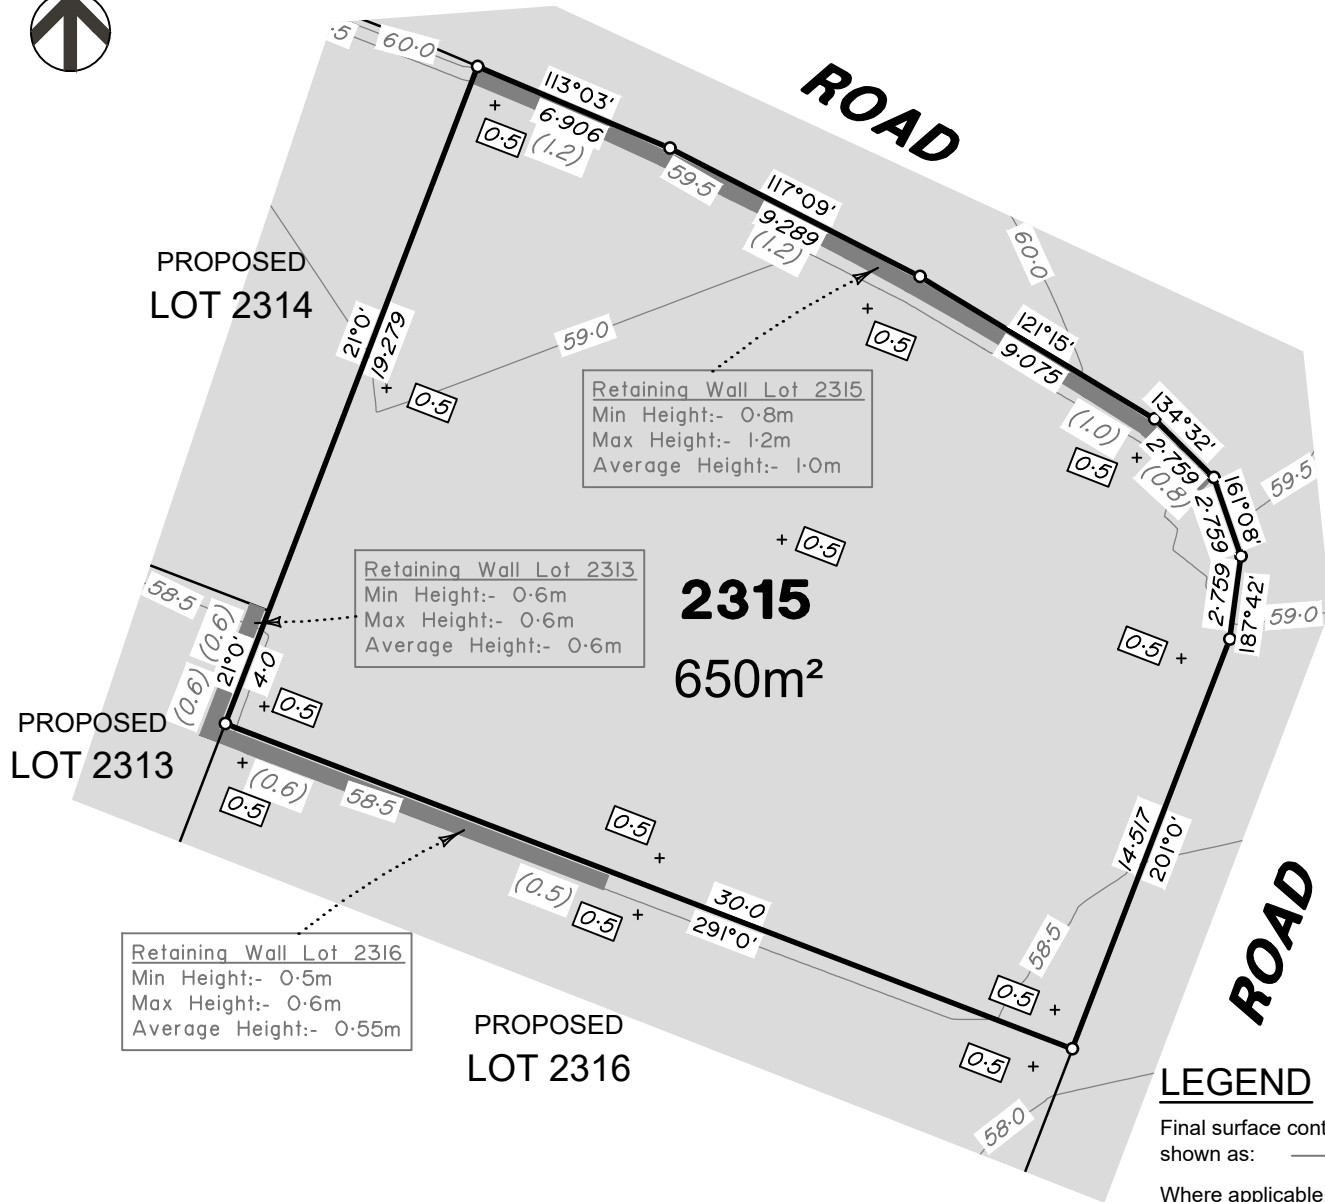 ·5
60·0
113°03'
6·906
0·5
(1.2)
ROAD
59.5
117°09'
9·289
(1.2)
60·0
PROPOSED
LOT 2314
21°0'
19·279
59·0
0·5
121°15'
9·075
0·5
Retaining Wall Lot 2315
Min Height:- 0·8m
Max Height:- 1·2m
Average Height:- 1·0m
134°32'
2·759
(1.0)
(0.8)
0·5
161°08'
2·759
59·5
0·5
58·5
Retaining Wall Lot 2313
Min Height:- 0·6m
Max Height:- 0·6m
Average Height:- 0·6m
2315
650m²
2·759
187°42'
59·0
0·5
(0.6)
21°0'
4·0
(0.6)
0·5
PROPOSED
LOT 2313
(0.6)
58·5
0·5
0·5
14·517
201°0'
(0.5)
0·5
30·0
291°0'
ROAD
58·5
Retaining Wall Lot 2316
Min Height:- 0·5m
Max Height:- 0·6m
Average Height:- 0·55m
0·5
PROPOSED
LOT 2316
0·5
58·0
LEGEND
Final surface cont
shown as:
Where applicable